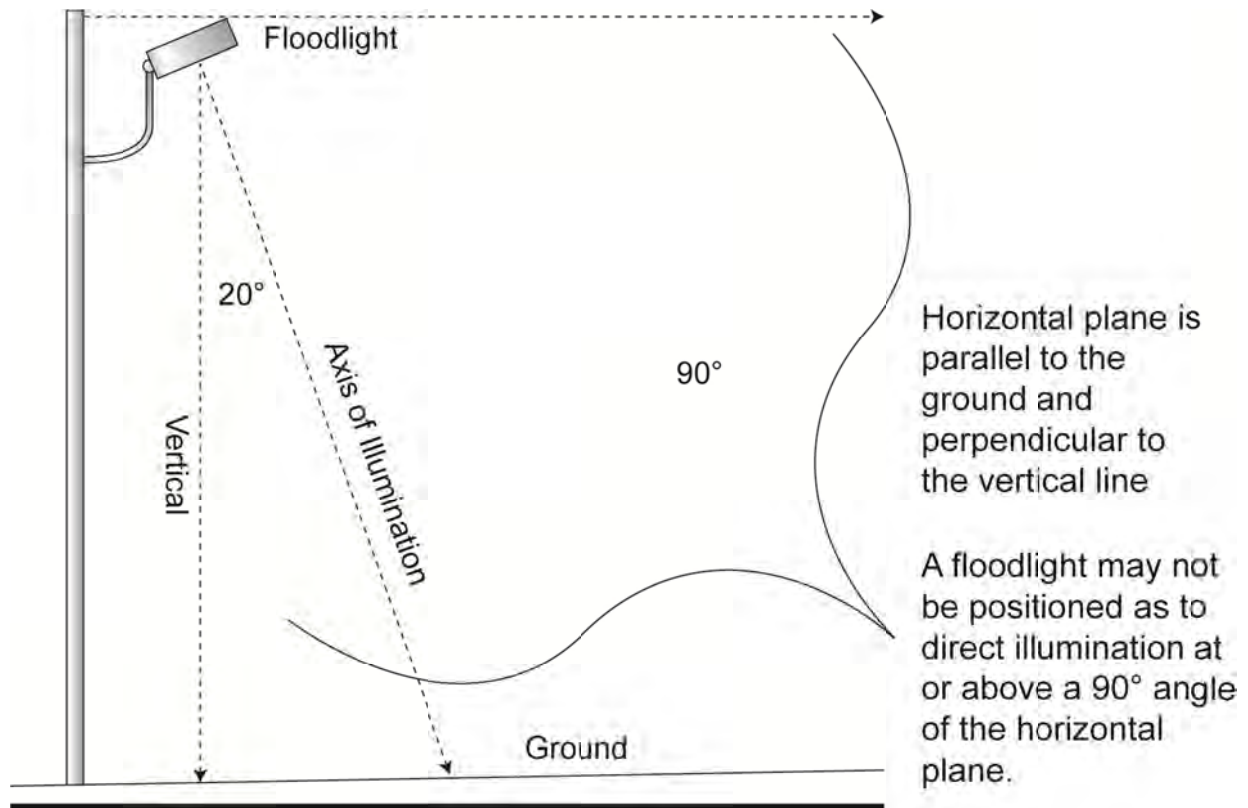 Floodlight
20°
Vertical
Axis of Illumination
90°
Horizontal plane is
parallel to the
ground and
perpendicular to
the vertical line
A floodlight may not
be positioned as to
direct illumination at
or above a 90° angle
of the horizontal
plane.
Ground